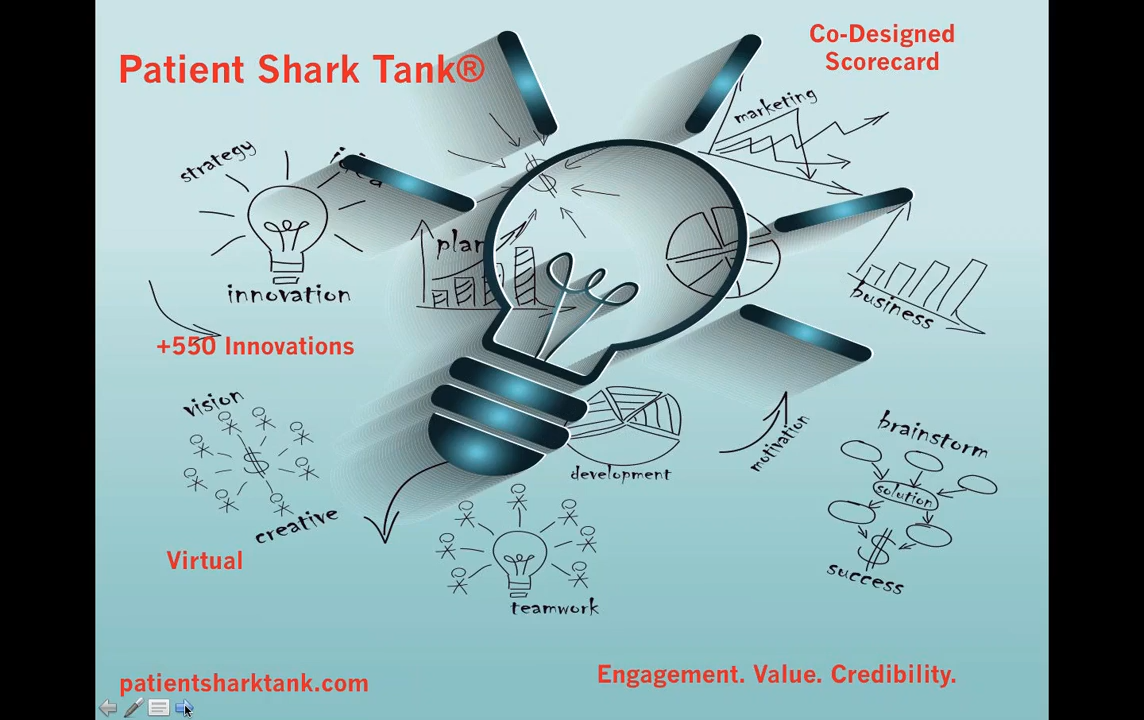 Patient Shark Tank®
Co-Designed
Scorecard
marketing
strategy
plan
innovation
business
+550 Innovations
vision
brainstorm
motivation
development
solution
creative
Virtual
success
teamwork
patientsharktank.com
Engagement. Value. Credibility.